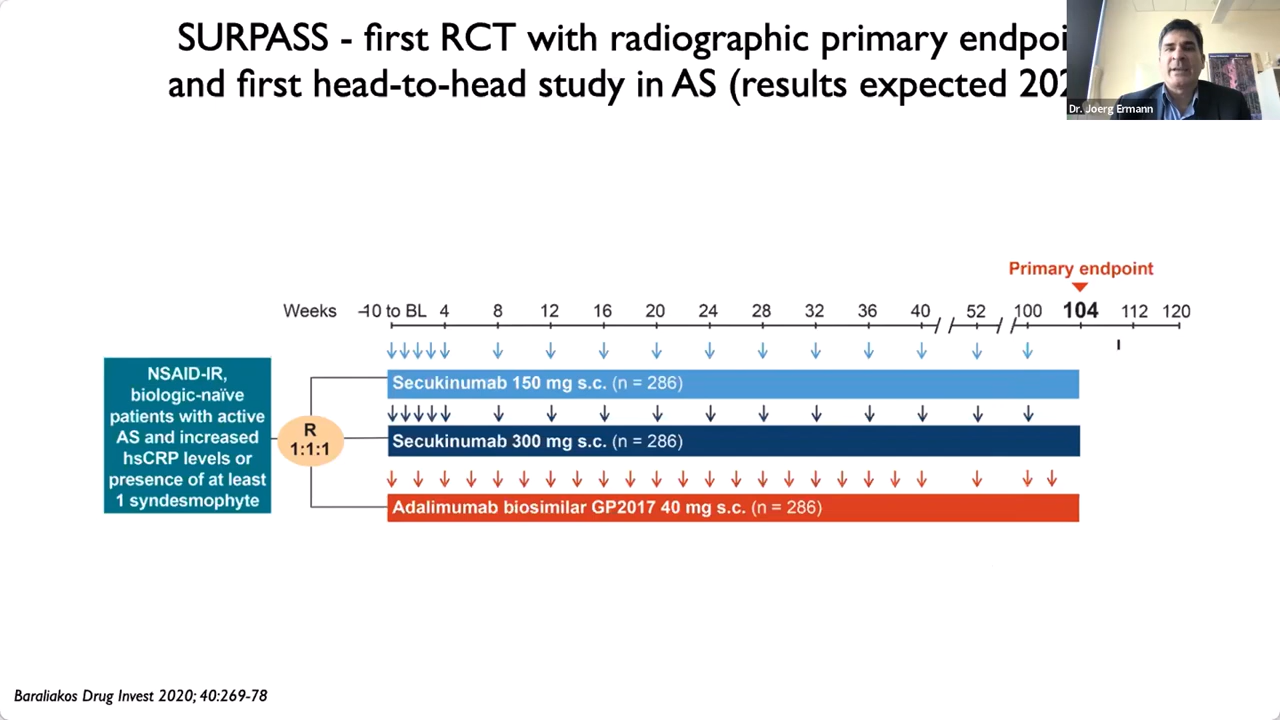 SURPASS - first RCT with radiographic primary
and first head-to-head study in AS (results expected
Dr. Joerg Ermann
Primary endpoint
Weeks –10 to BL 4 8 12 16 20 24 28 32 36 40 52 100 104 112 120
NSAID-IR,
biologic-naïve
patients with active
AS and increased
hsCRP levels or
presence of at least
1 syndesmophyte
R
1:1:1
Secukinumab 150 mg s.c. (n = 286)
Secukinumab 300 mg s.c. (n = 286)
Adalimumab biosimilar GP2017 40 mg s.c. (n = 286)
Baraliakos Drug Invest 2020; 40:269-78